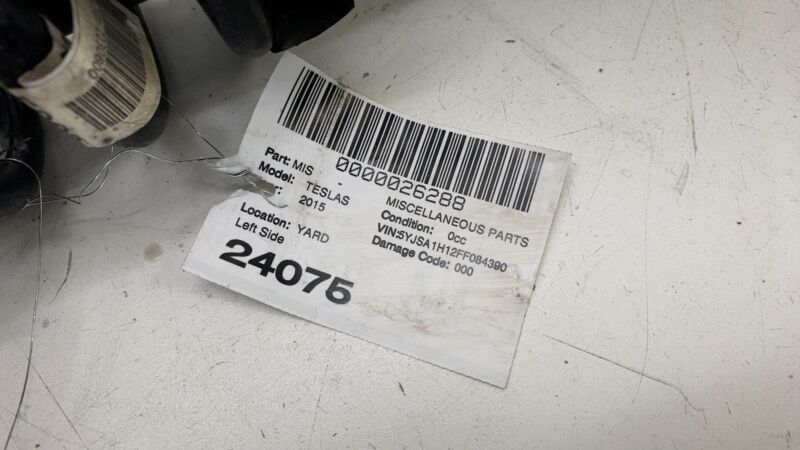 0000026288
Part: MIS - MISCELLANEOUS PARTS
Model: TESLAS Condition: 0cc
: 2015 VIN:5YJSA1H12FF084390
Location: YARD Damage Code: 000
Left Side
24075